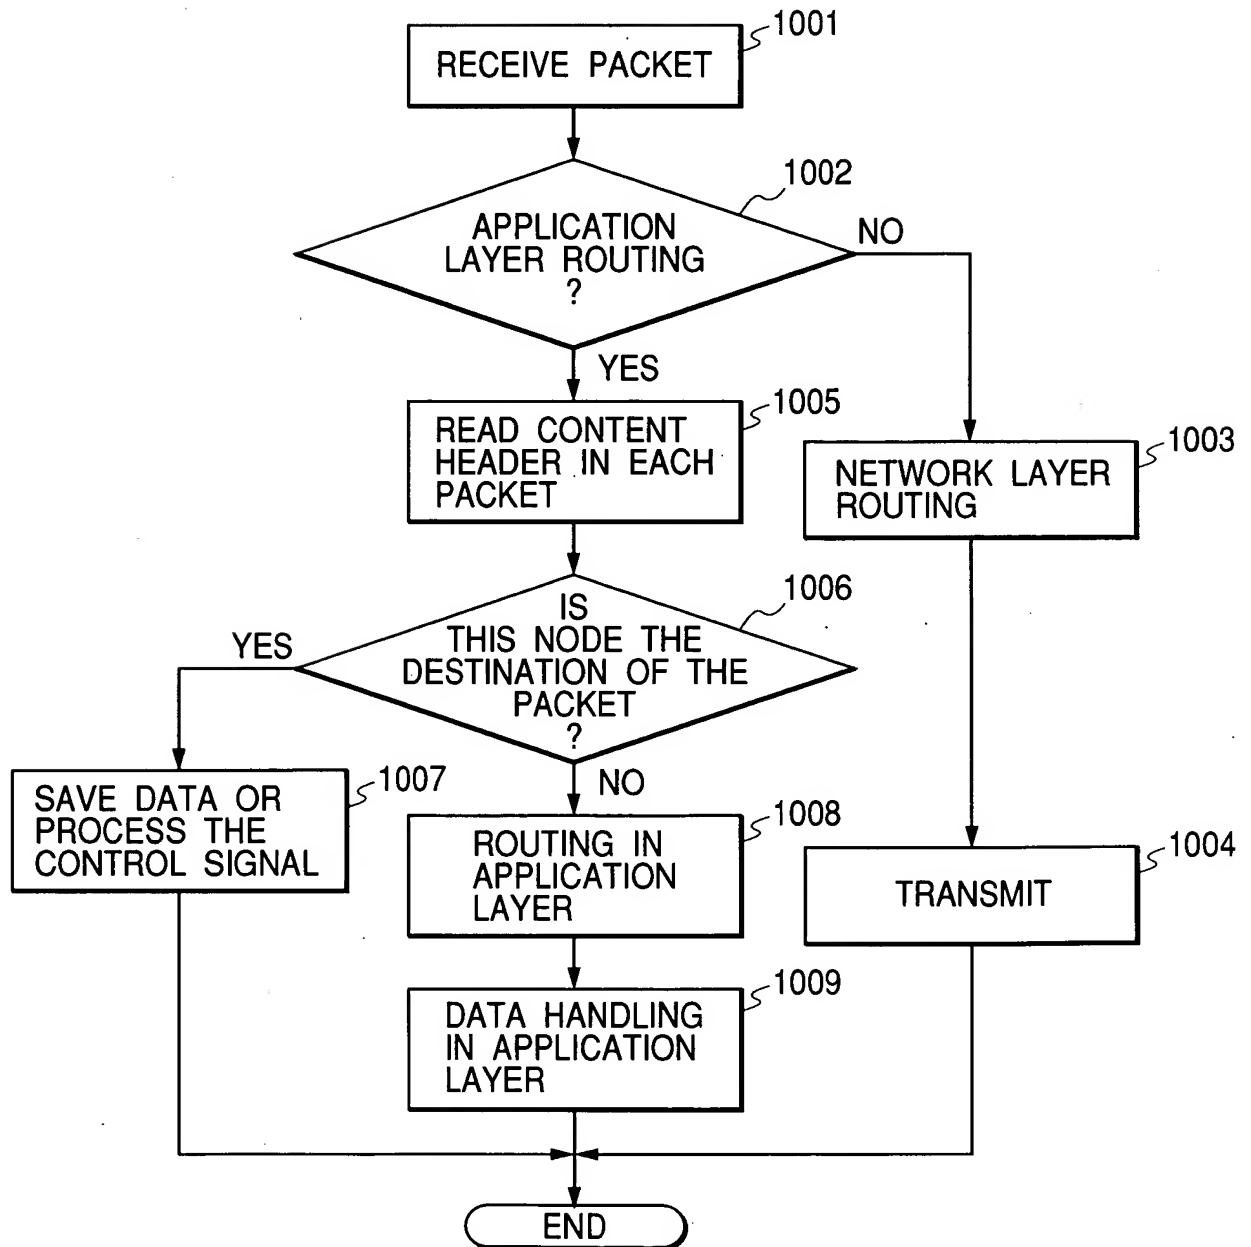 1001
RECEIVE PACKET
1002
APPLICATION
LAYER ROUTING
?
NO
YES
1005
READ CONTENT
HEADER IN EACH
PACKET
1003
NETWORK LAYER
ROUTING
1006
IS
THIS NODE THE
DESTINATION OF THE
PACKET
?
YES
NO
1007
SAVE DATA OR
PROCESS THE
CONTROL SIGNAL
1008
ROUTING IN
APPLICATION
LAYER
1004
TRANSMIT
1009
DATA HANDLING
IN APPLICATION
LAYER
END